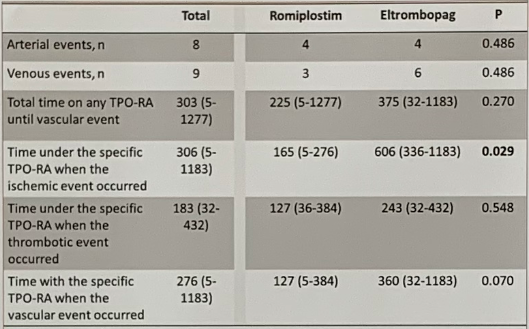 Total Romiplostim Eltrombopag P
Arterial events, n 8 4 4 0.486
Venous events, n 9 3 6 0.486
Total time on any TPO-RA 303 (5- 225 (5-1277) 375 (32-1183) 0.270
until vascular event 1277)
Time under the specific 306 (5- 165 (5-276) 606 (336-1183) 0.029
TPO-RA when the 1183)
ischemic event occurred
Time under the specific 183 (32- 127 (36-384) 243 (32-432) 0.548
TPO-RA when the 432)
thrombotic event
occurred
Time with the specific 276 (5- 127 (5-384) 360 (32-1183) 0.070
TPO-RA when the 1183)
vascular event occurred